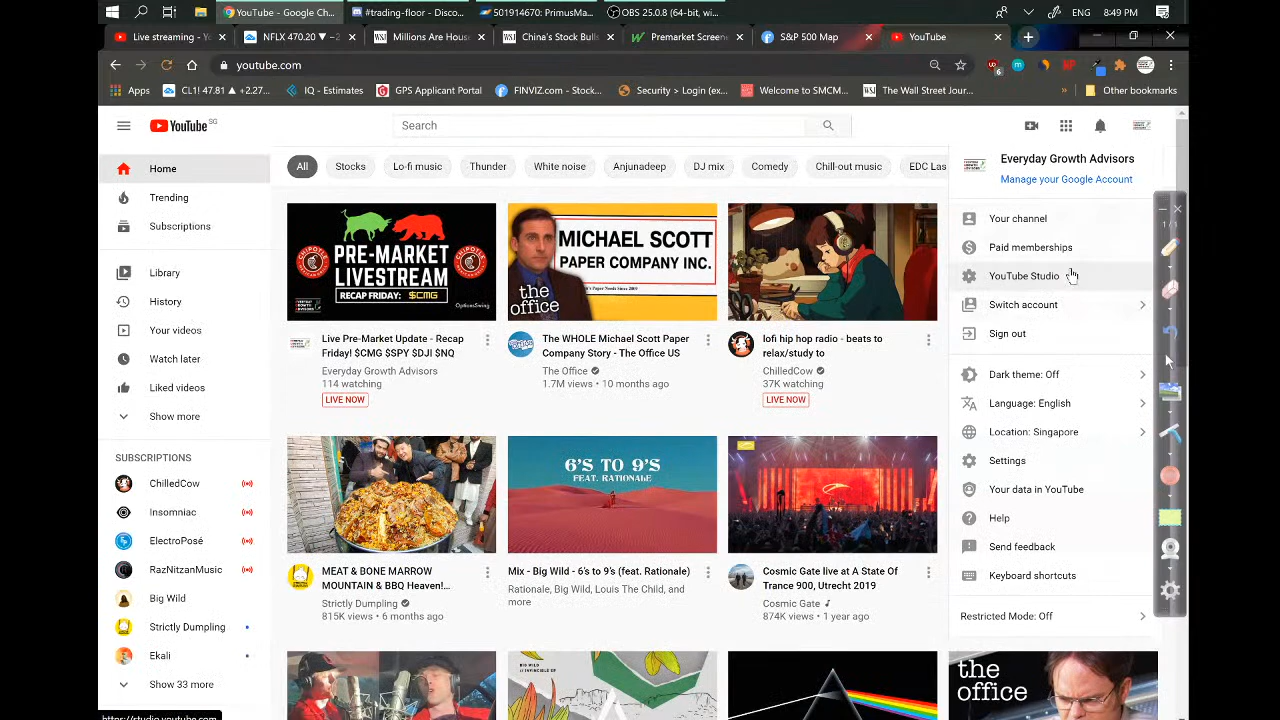 YouTube - Google Ch...
#trading-floor - Disco...
501914670: PrimusMa...
OBS 25.0.8 (64-bit, wi...
ENG
8:49 PM
Live streaming - Y
NFLX 470.20 ▼ −2
WSJ Millions Are House
WSJ China's Stock Bulls
Premarket Screene
S&P 500 Map
YouTube
youtube.com
Apps
CL1! 47.81 ▲ +2.27...
IQ - Estimates
GPS Applicant Portal
FINVIZ.com - Stock...
Security > Login (ex...
Welcome to SMCM...
WSJ The Wall Street Jour...
»
Other bookmarks
YouTube SG
Search
Home
Trending
Subscriptions
Library
History
Your videos
Watch later
Liked videos
Show more
SUBSCRIPTIONS
ChilledCow
Insomniac
ElectroPosé
RazNitzanMusic
Big Wild
Strictly Dumpling
Ekali
Show 33 more
https://studio.youtube.com
All
Stocks
Lo-fi music
Thunder
White noise
Anjunadeep
DJ mix
Comedy
Chill-out music
EDC Las
PRE-MARKET
LIVESTREAM
RECAP FRIDAY: $CMG
OptionsSwing
Live Pre-Market Update - Recap
Friday! $CMG $SPY $DJI $NQ
Everyday Growth Advisors
114 watching
LIVE NOW
MICHAEL SCOTT
PAPER COMPANY INC.
the office
The WHOLE Michael Scott Paper
Company Story - The Office US
The Office
1.7M views • 10 months ago
lofi hip hop radio - beats to
relax/study to
ChilledCow
37K watching
LIVE NOW
MEAT & BONE MARROW
MOUNTAIN & BBQ Heaven!...
Strictly Dumpling
815K views • 6 months ago
6'S TO 9'S
FEAT. RATIONALE
Mix - Big Wild - 6's to 9's (feat. Rationale)
Rationale, Big Wild, Louis The Child, and
more
Cosmic Gate live at A State Of
Trance 900, Utrecht 2019
Cosmic Gate ♪
874K views • 1 year ago
the office
Everyday Growth Advisors
Manage your Google Account
Your channel
Paid memberships
YouTube Studio
Switch account
Sign out
Dark theme: Off
Language: English
Location: Singapore
Settings
Your data in YouTube
Help
Send feedback
Keyboard shortcuts
Restricted Mode: Off